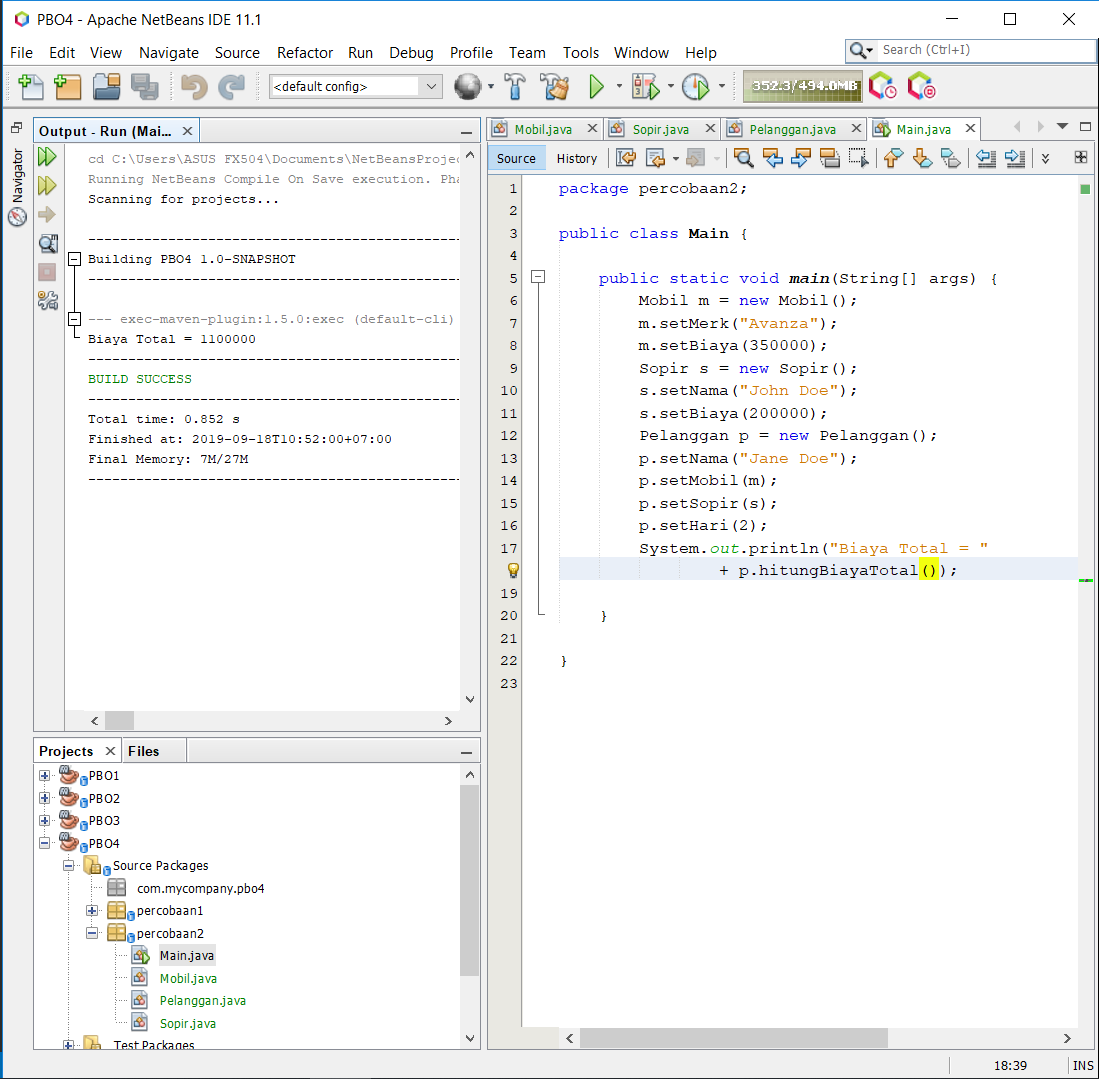 PBO4 - Apache NetBeans IDE 11.1
File Edit View Navigate Source Refactor Run Debug Profile Team Tools Window Help
Search (Ctrl+I)
<default config>
352.3/494.0MB
Navigator
Output - Run (Mai...
cd C:\Users\ASUS FX504\Documents\NetBeansProjec
Running NetBeans Compile On Save execution. Pha
Scanning for projects...
------------------------------------------------
Building PBO4 1.0-SNAPSHOT
------------------------------------------------
--- exec-maven-plugin:1.5.0:exec (default-cli)
Biaya Total = 1100000
------------------------------------------------
BUILD SUCCESS
------------------------------------------------
Total time: 0.852 s
Finished at: 2019-09-18T10:52:00+07:00
Final Memory: 7M/27M
------------------------------------------------
Projects Files
PBO1
PBO2
PBO3
PBO4
Source Packages
com.mycompany.pbo4
percobaan1
percobaan2
Main.java
Mobil.java
Pelanggan.java
Sopir.java
Test Packages
Mobil.java Sopir.java Pelanggan.java Main.java
Source History
1 package percobaan2;
2
3 public class Main {
4
5 public static void main(String[] args) {
6 Mobil m = new Mobil();
7 m.setMerk("Avanza");
8 m.setBiaya(350000);
9 Sopir s = new Sopir();
10 s.setNama("John Doe");
11 s.setBiaya(200000);
12 Pelanggan p = new Pelanggan();
13 p.setNama("Jane Doe");
14 p.setMobil(m);
15 p.setSopir(s);
16 p.setHari(2);
17 System.out.println("Biaya Total = "
+ p.hitungBiayaTotal());
19
20 }
21
22 }
23
18:39 INS